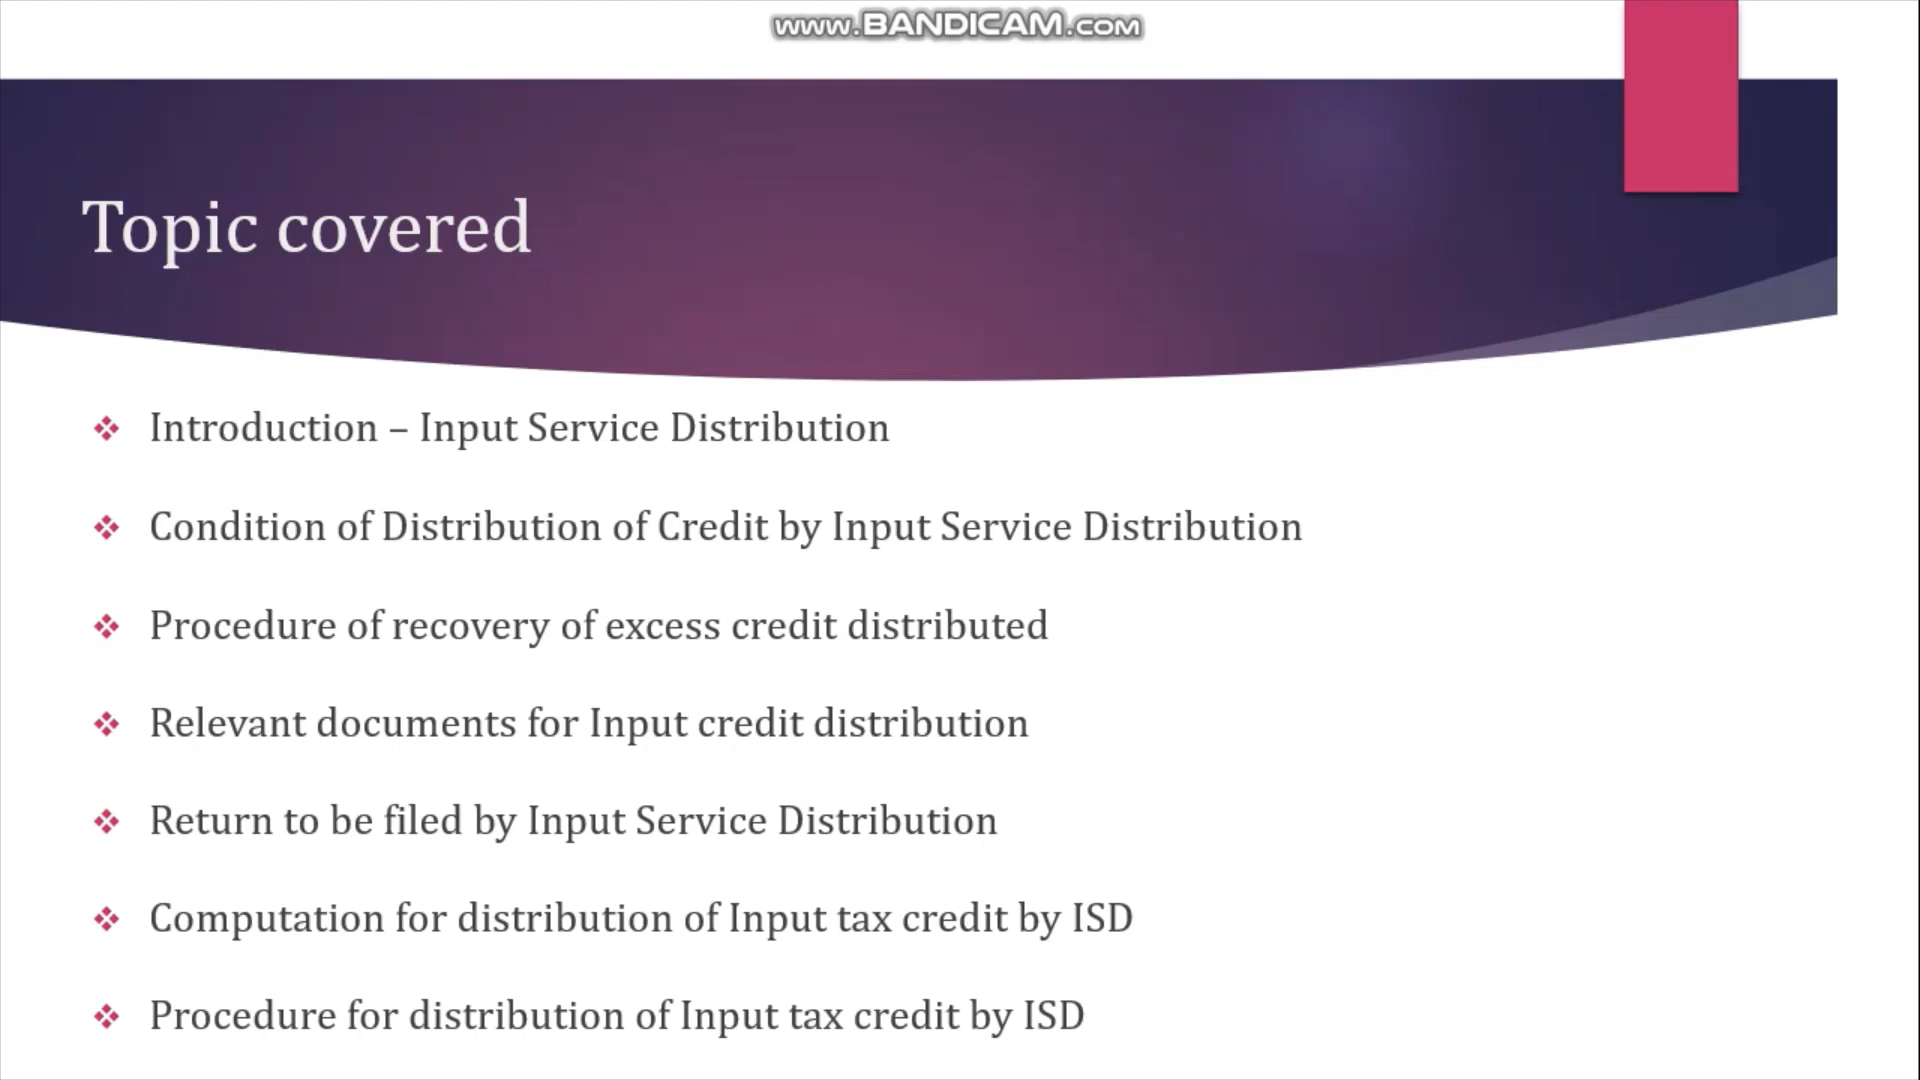 www.BANDICAM.com
Topic covered
Introduction – Input Service Distribution
Condition of Distribution of Credit by Input Service Distribution
Procedure of recovery of excess credit distributed
Relevant documents for Input credit distribution
Return to be filed by Input Service Distribution
Computation for distribution of Input tax credit by ISD
Procedure for distribution of Input tax credit by ISD